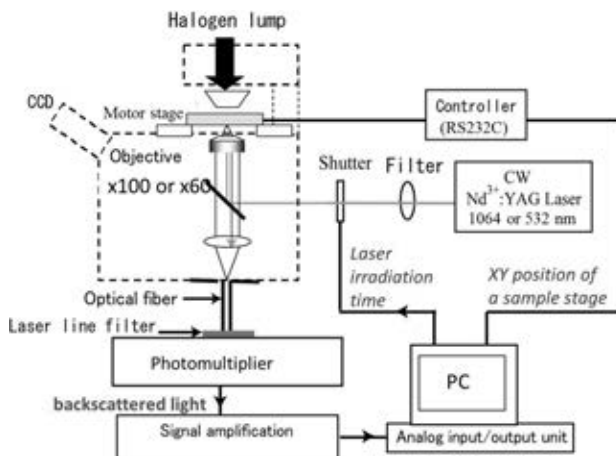 Halogen lump
CCD
Motor stage
Objective
x100 or x60
Controller
(RS232C)
Shutter
Filter
CW
Nd³⁺:YAG Laser
1064 or 532 nm
Laser
irradiation
time
XY position of
a sample stage
Optical fiber
Laser line filter
Photomultiplier
PC
backscattered light
Signal amplification
Analog input/output unit